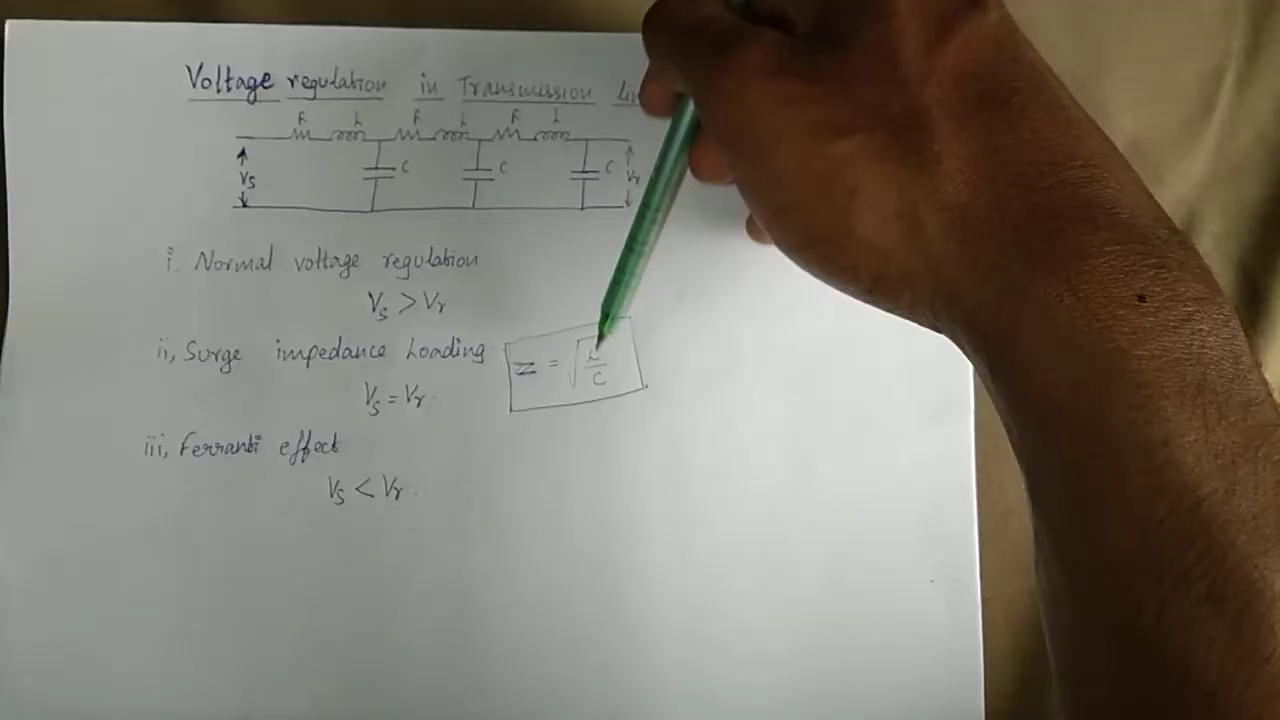 Voltage regulation in Transmission
R L R L R L
Vs C C C Vr
i. Normal voltage regulation
Vs > Vr
ii, Surge impedance Loading
Z = √L/C
Vs = Vr.
iii, Ferranti effect
Vs < Vr.